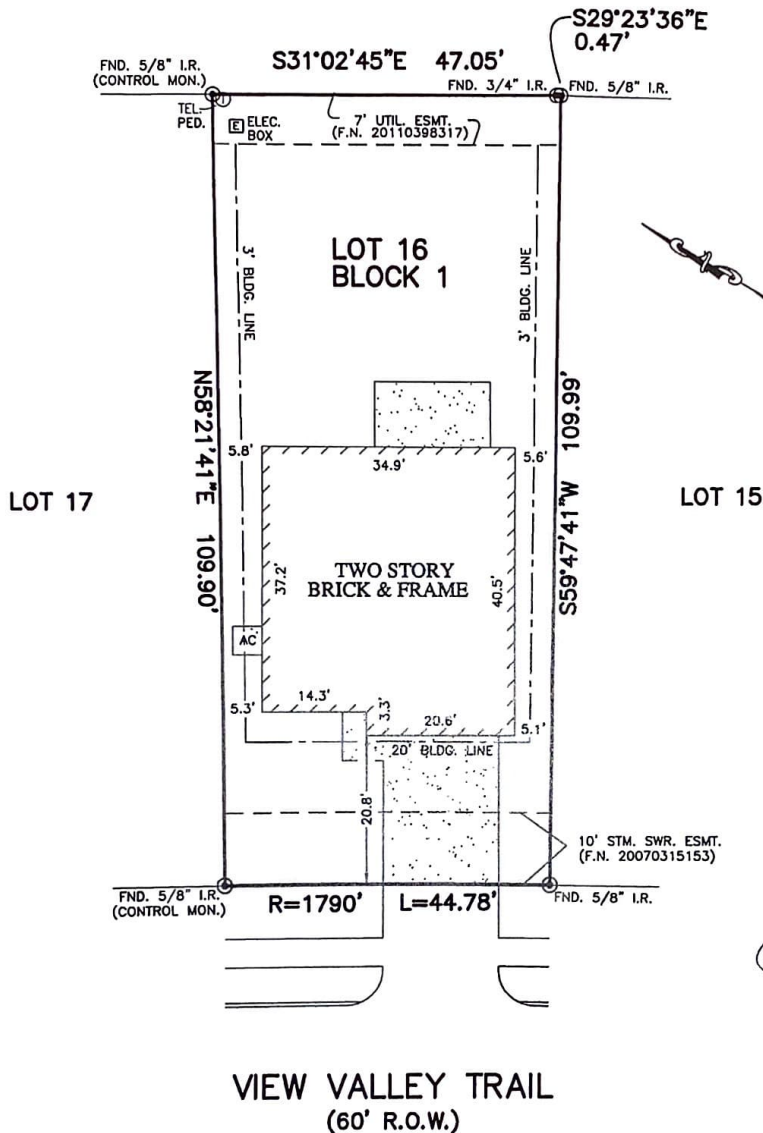 S29°23'36"E
0.47'
FND. 5/8" I.R.
(CONTROL MON.)
S31°02'45"E 47.05'
FND. 3/4" I.R.
FND. 5/8" I.R.
TEL.
PED.
T
E
ELEC.
BOX
7' UTIL. ESMT.
(F.N. 20110398317)
LOT 16
BLOCK 1
3' BLDG. LINE
3' BLDG. LINE
N58°21'41"E 109.90'
S59°47'41"W 109.99'
5.8'
34.9'
5.6'
LOT 17
LOT 15
37.2'
TWO STORY
BRICK & FRAME
40.5'
AC
5.3'
14.3'
3.3'
20.6'
5.1'
20' BLDG. LINE
20.8'
10' STM. SWR. ESMT.
(F.N. 20070315153)
FND. 5/8" I.R.
(CONTROL MON.)
R=1790' L=44.78'
FND. 5/8" I.R.
VIEW VALLEY TRAIL
(60' R.O.W.)